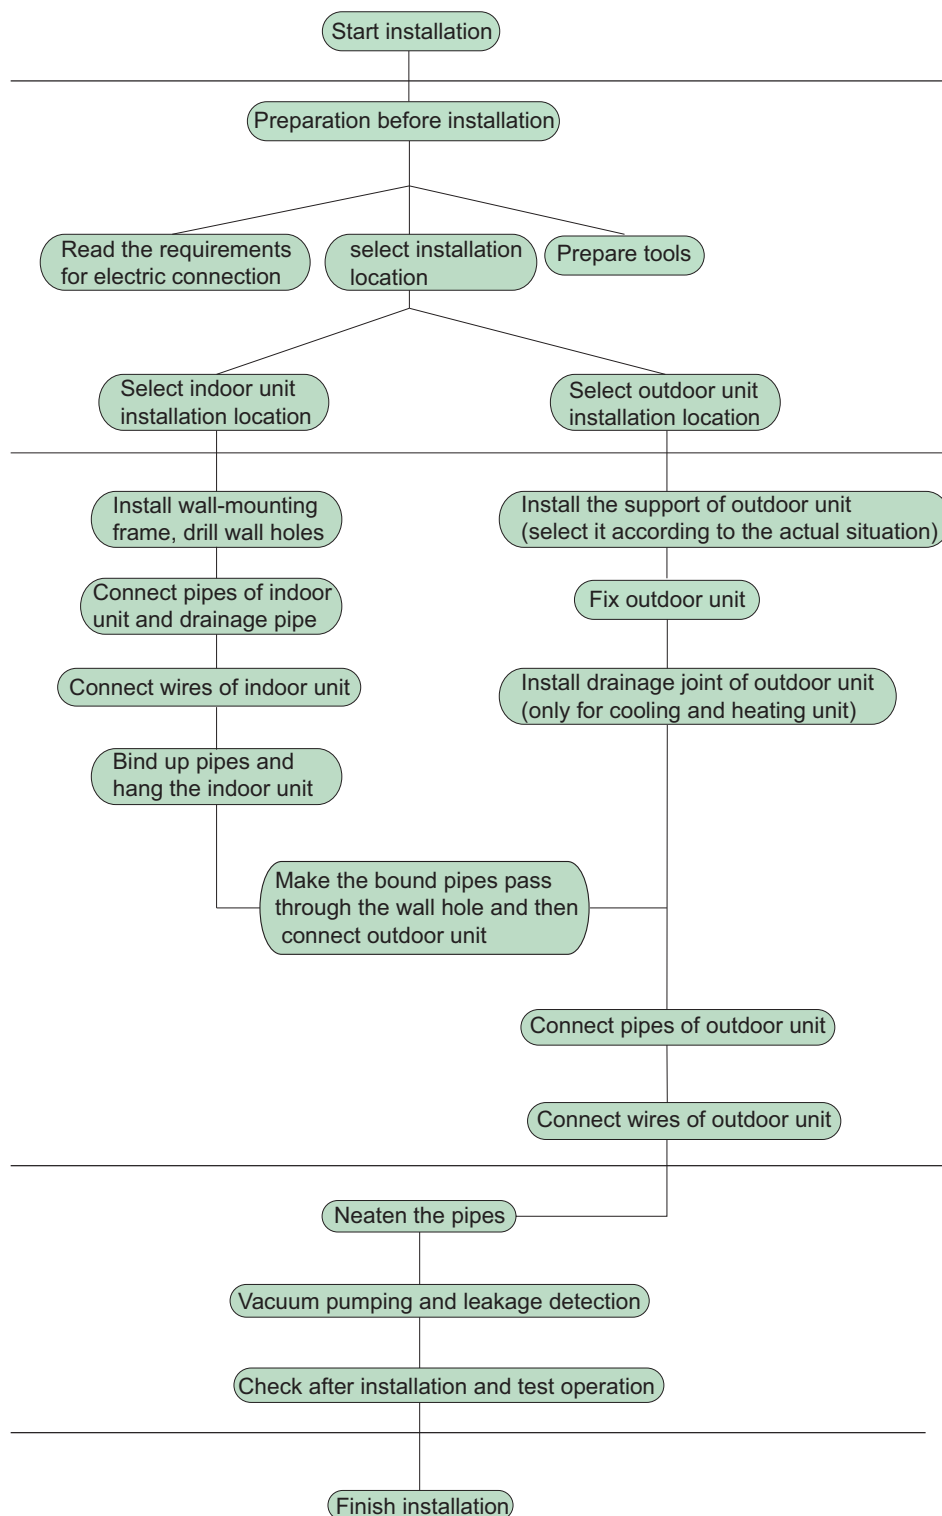 Start installation
Preparation before installation
Read the requirements
for electric connection
select installation
location
Prepare tools
Select indoor unit
installation location
Select outdoor unit
installation location
Install wall-mounting
frame, drill wall holes
Install the support of outdoor unit
(select it according to the actual situation)
Connect pipes of indoor
unit and drainage pipe
Fix outdoor unit
Connect wires of indoor unit
Install drainage joint of outdoor unit
(only for cooling and heating unit)
Bind up pipes and
hang the indoor unit
Make the bound pipes pass
through the wall hole and then
connect outdoor unit
Connect pipes of outdoor unit
Connect wires of outdoor unit
Neaten the pipes
Vacuum pumping and leakage detection
Check after installation and test operation
Finish installation